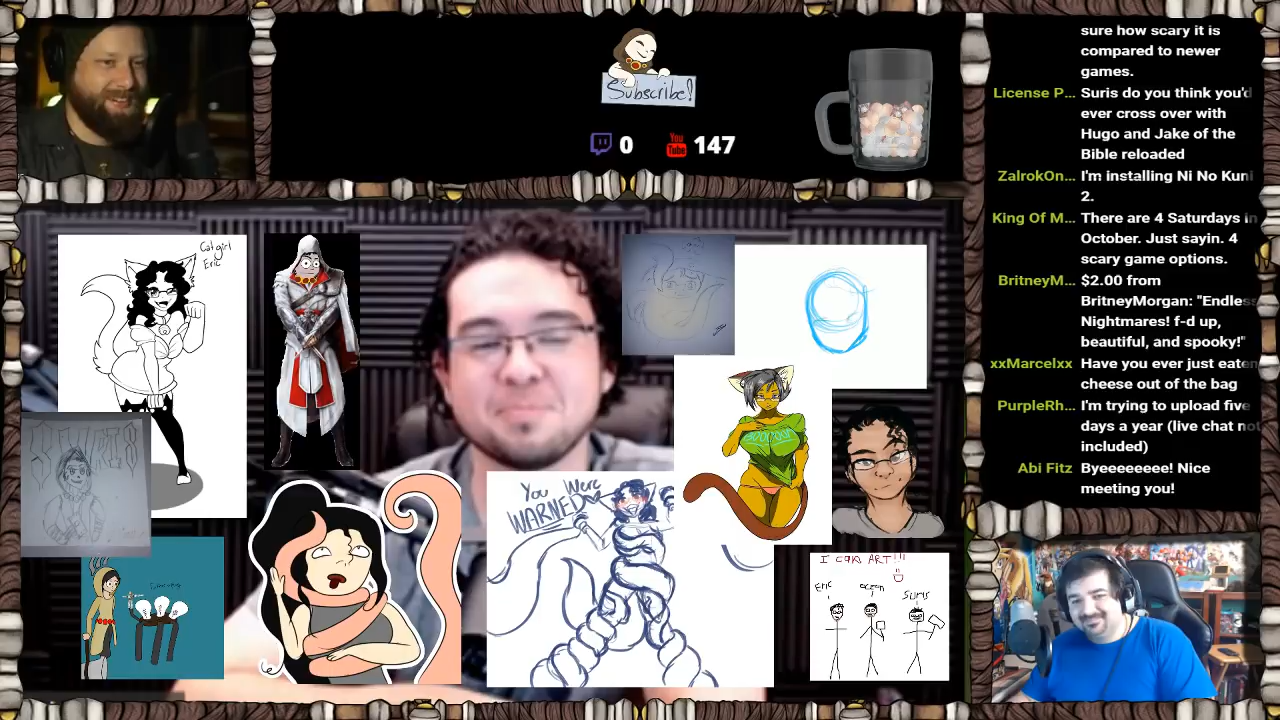 Subscribe!
0
You
Tube
147
sure how scary it is
compared to newer
games.
License P... Suris do you think you'd
ever cross over with
Hugo and Jake of the
Bible reloaded
ZalrokOn... I'm installing Ni No Kuni
2.
King Of M... There are 4 Saturdays in
October. Just sayin. 4
scary game options.
BritneyM... $2.00 from
BritneyMorgan: "Endless
Nightmares! f-d up,
beautiful, and spooky!"
xxMarcelxx Have you ever just eaten
cheese out of the bag
PurpleRh... I'm trying to upload five
days a year (live chat not
included)
Abi Fitz Byeeeeeee! Nice
meeting you!
Catgirl
Eric
You Were
WARNED
I CAN ART!!!
Eric
Suris